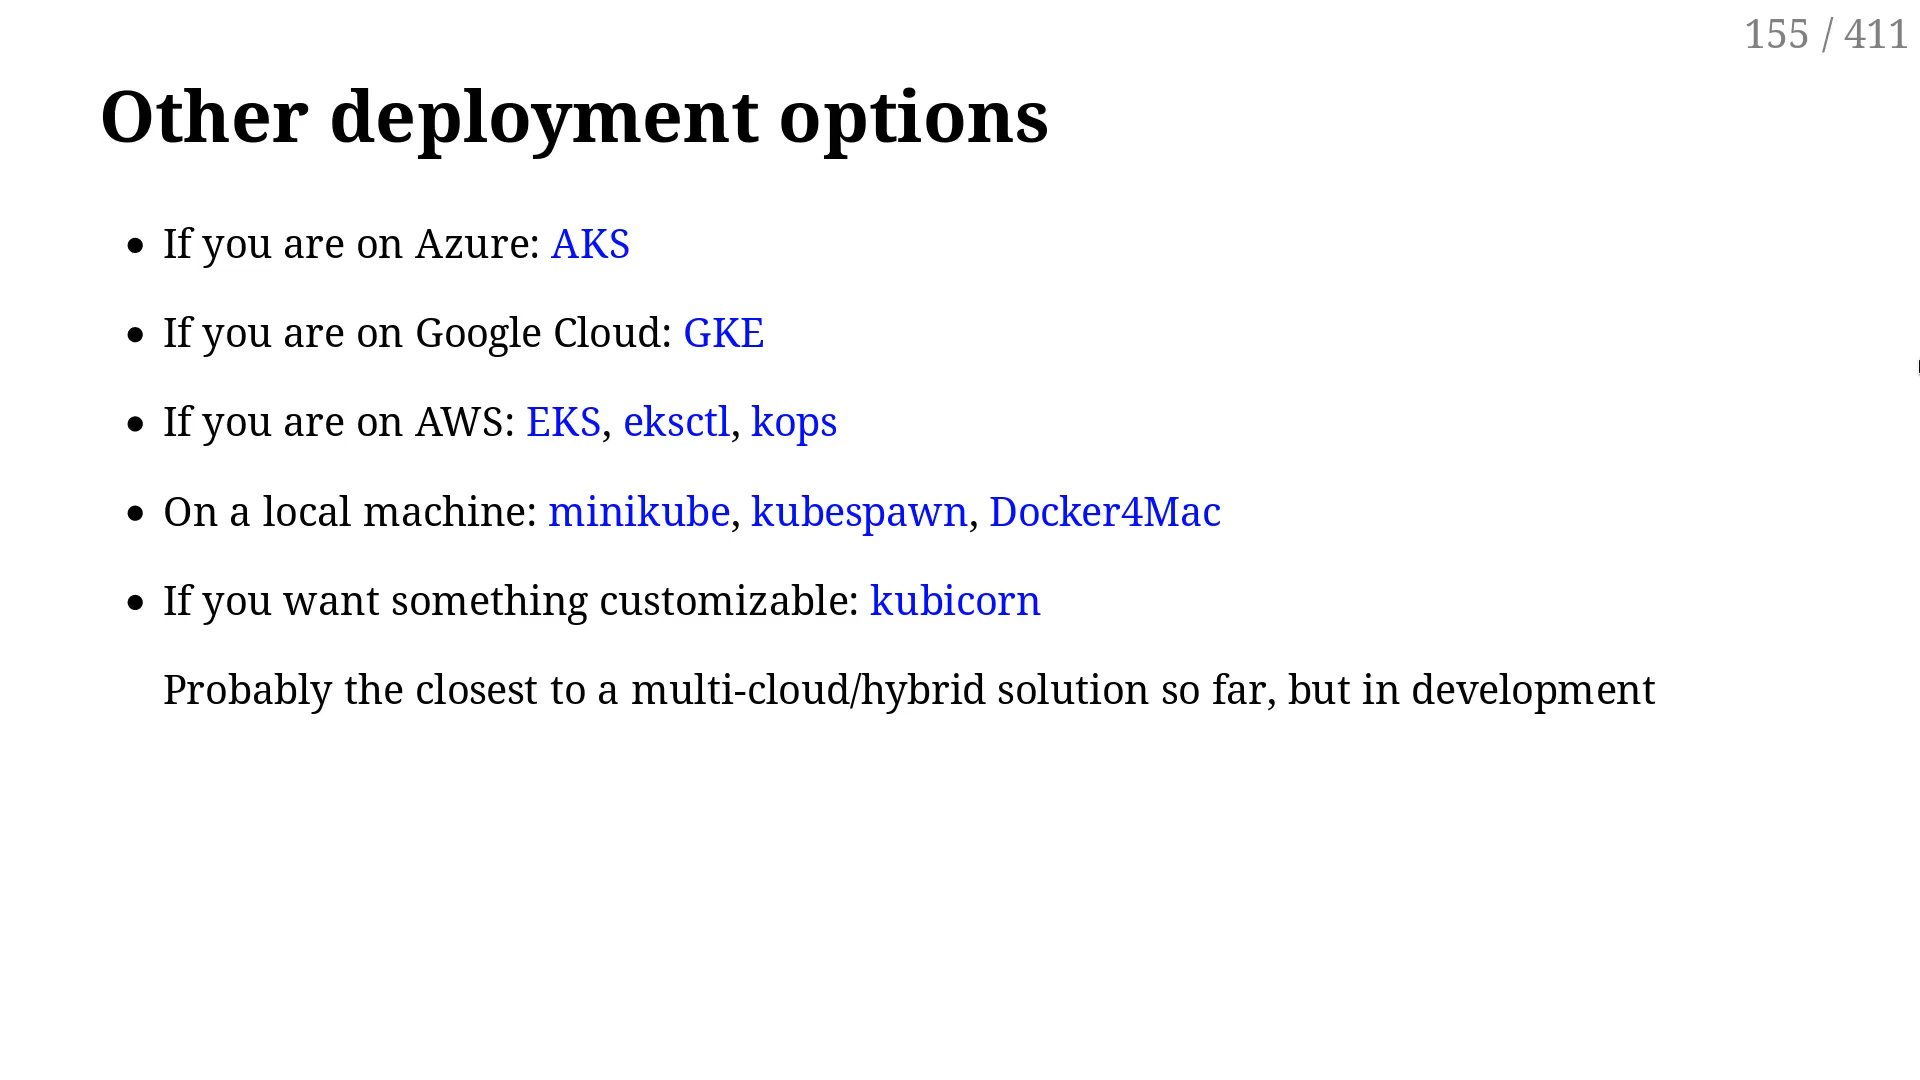 155 / 411
Other deployment options
If you are on Azure: AKS
If you are on Google Cloud: GKE
If you are on AWS: EKS, eksctl, kops
On a local machine: minikube, kubespawn, Docker4Mac
If you want something customizable: kubicorn
Probably the closest to a multi-cloud/hybrid solution so far, but in development